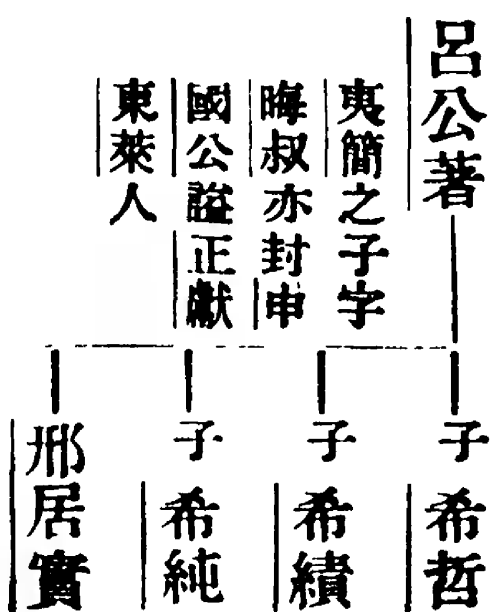 呂公著
夷簡之子字
晦叔亦封申
國公謚正獻
東萊人
子 希哲
子 希績
子 希純
邢居實